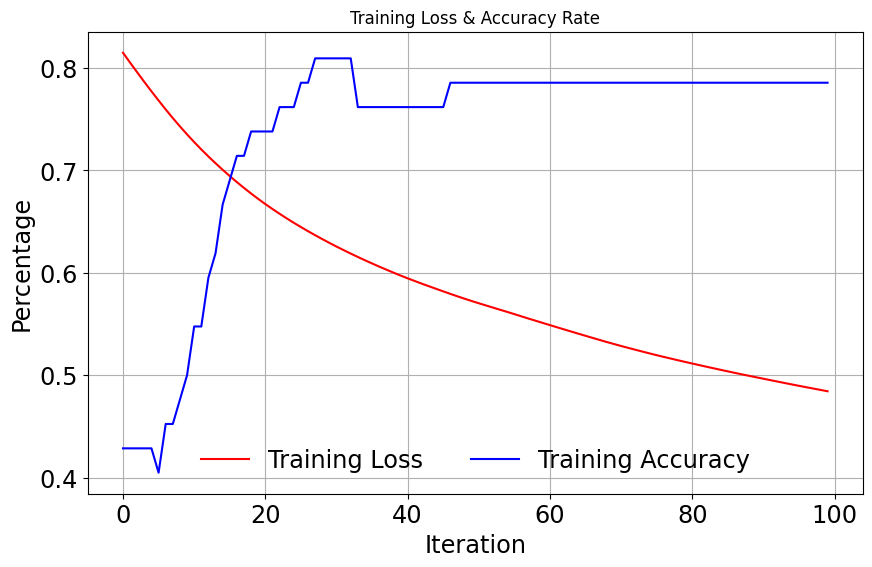 Training Loss & Accuracy Rate
Percentage
0.8
0.7
0.6
0.5
0.4
Training Loss
Training Accuracy
0 20 40 60 80 100
Iteration